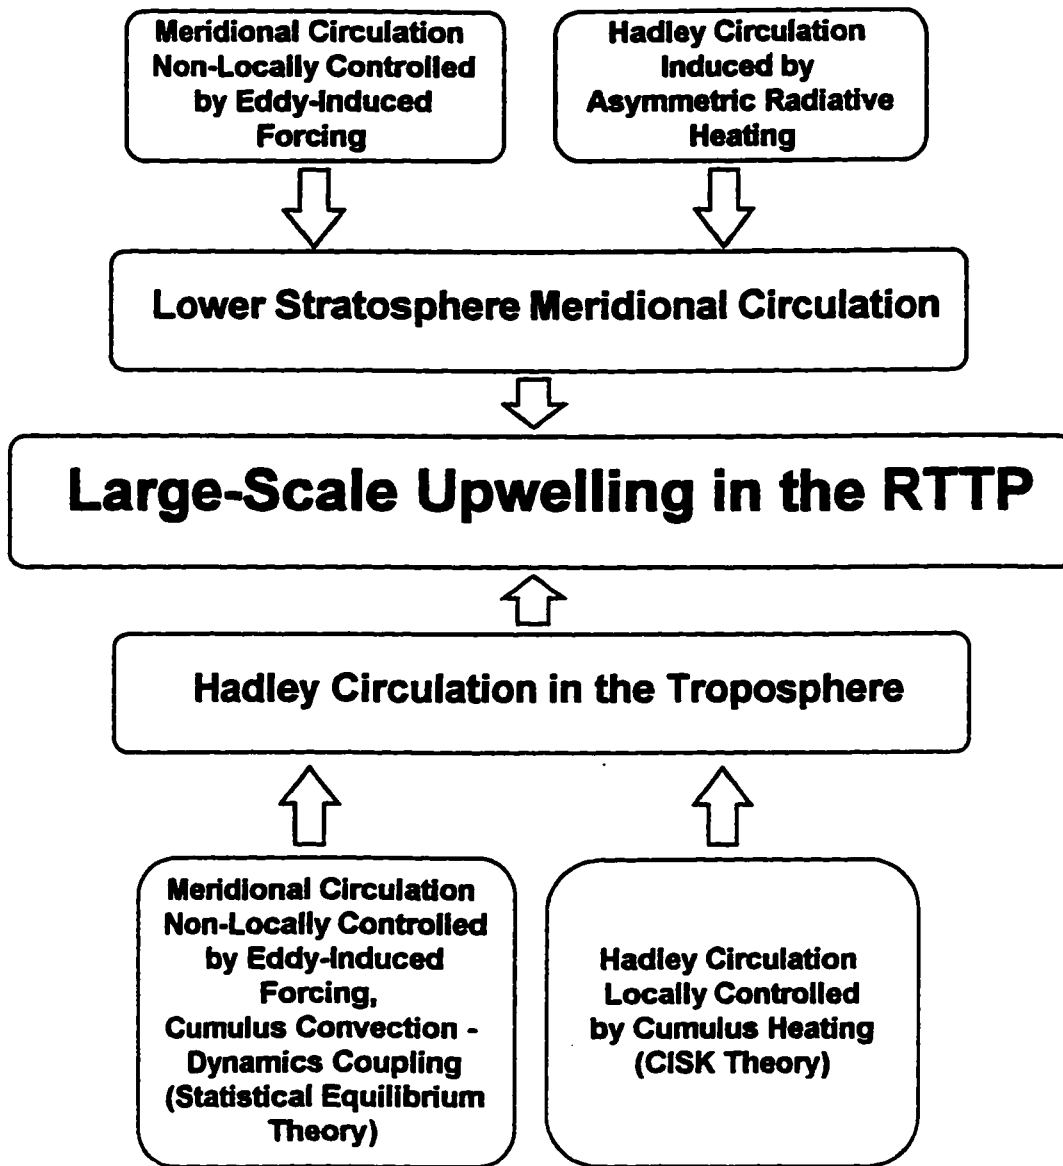 Meridional Circulation
Non-Locally Controlled
by Eddy-Induced
Forcing
Hadley Circulation
Induced by
Asymmetric Radiative
Heating
Lower Stratosphere Meridional Circulation
Large-Scale Upwelling in the RTTP
Hadley Circulation in the Troposphere
Meridional Circulation
Non-Locally Controlled
by Eddy-Induced
Forcing,
Cumulus Convection -
Dynamics Coupling
(Statistical Equilibrium
Theory)
Hadley Circulation
Locally Controlled
by Cumulus Heating
(CISK Theory)